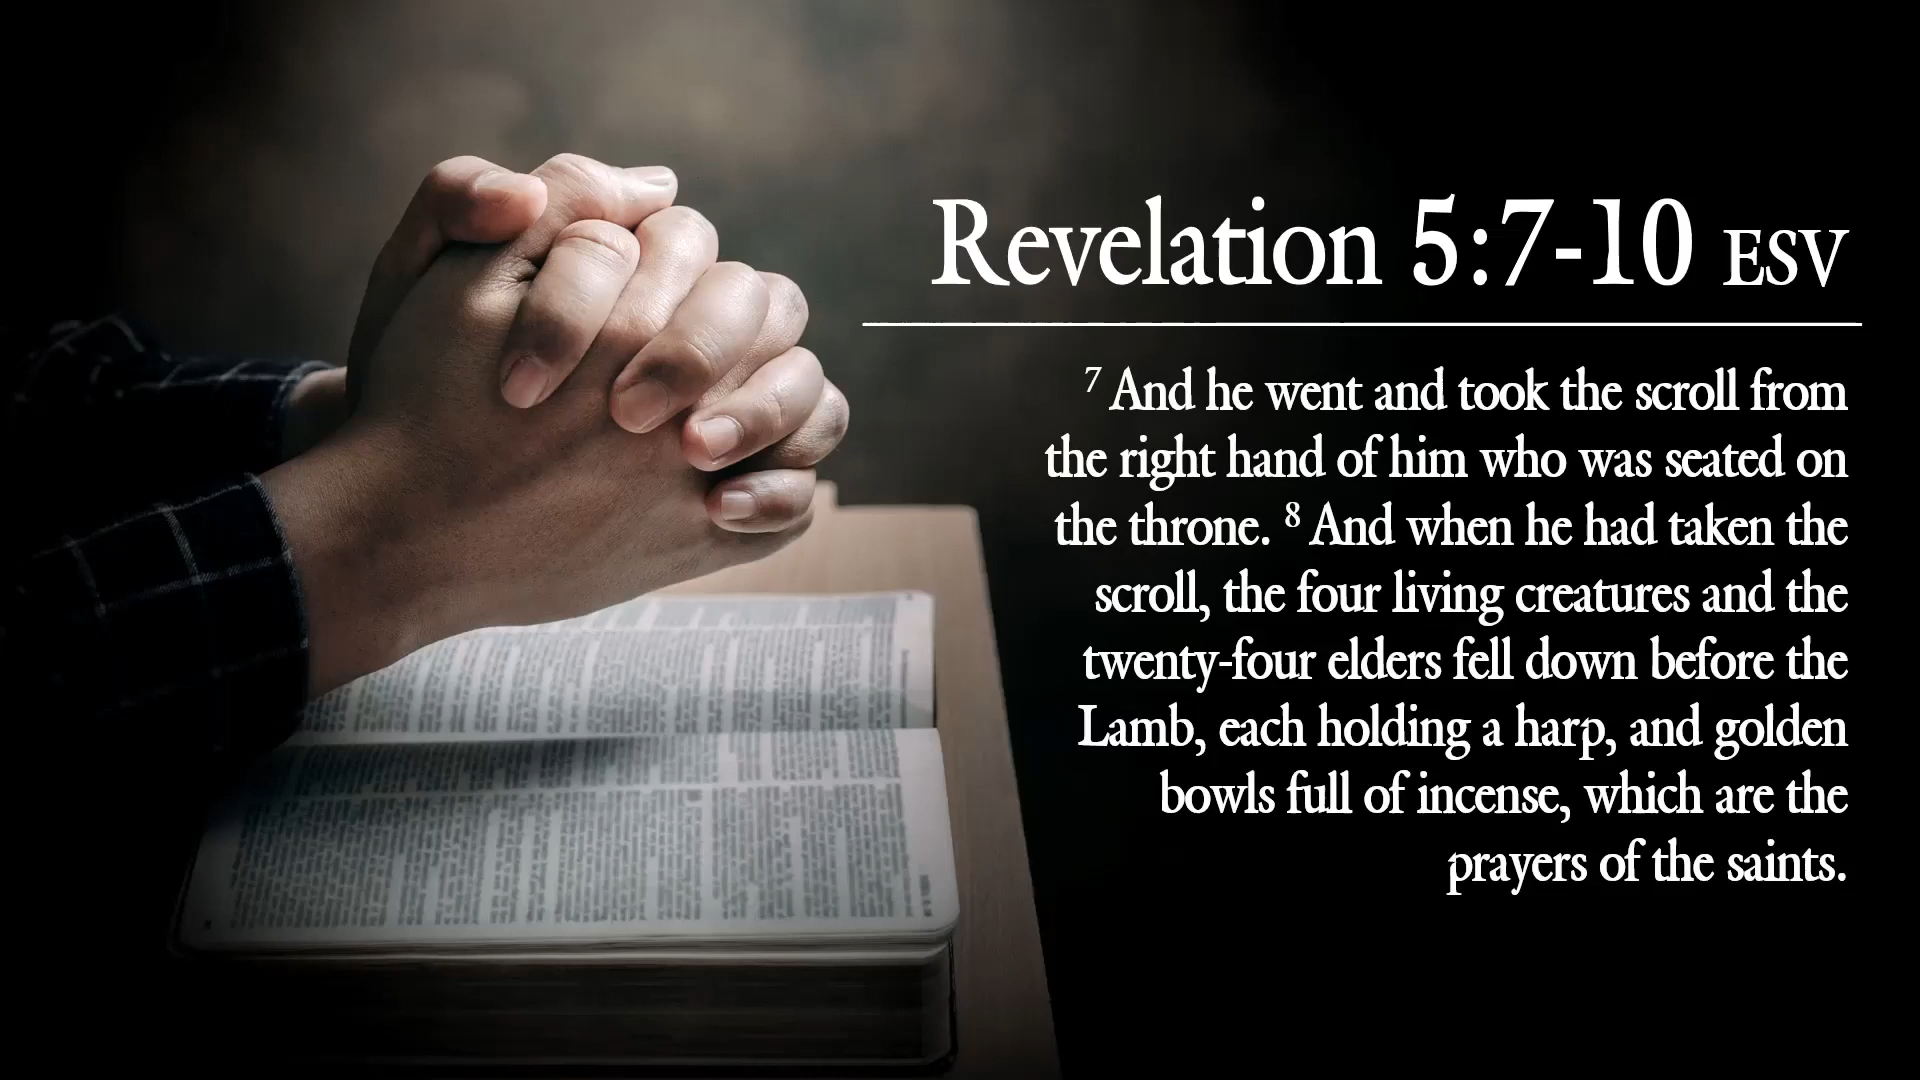 Revelation 5:7-10 ESV
7 And he went and took the scroll from
the right hand of him who was seated on
the throne. 8 And when he had taken the
scroll, the four living creatures and the
twenty-four elders fell down before the
Lamb, each holding a harp, and golden
bowls full of incense, which are the
prayers of the saints.